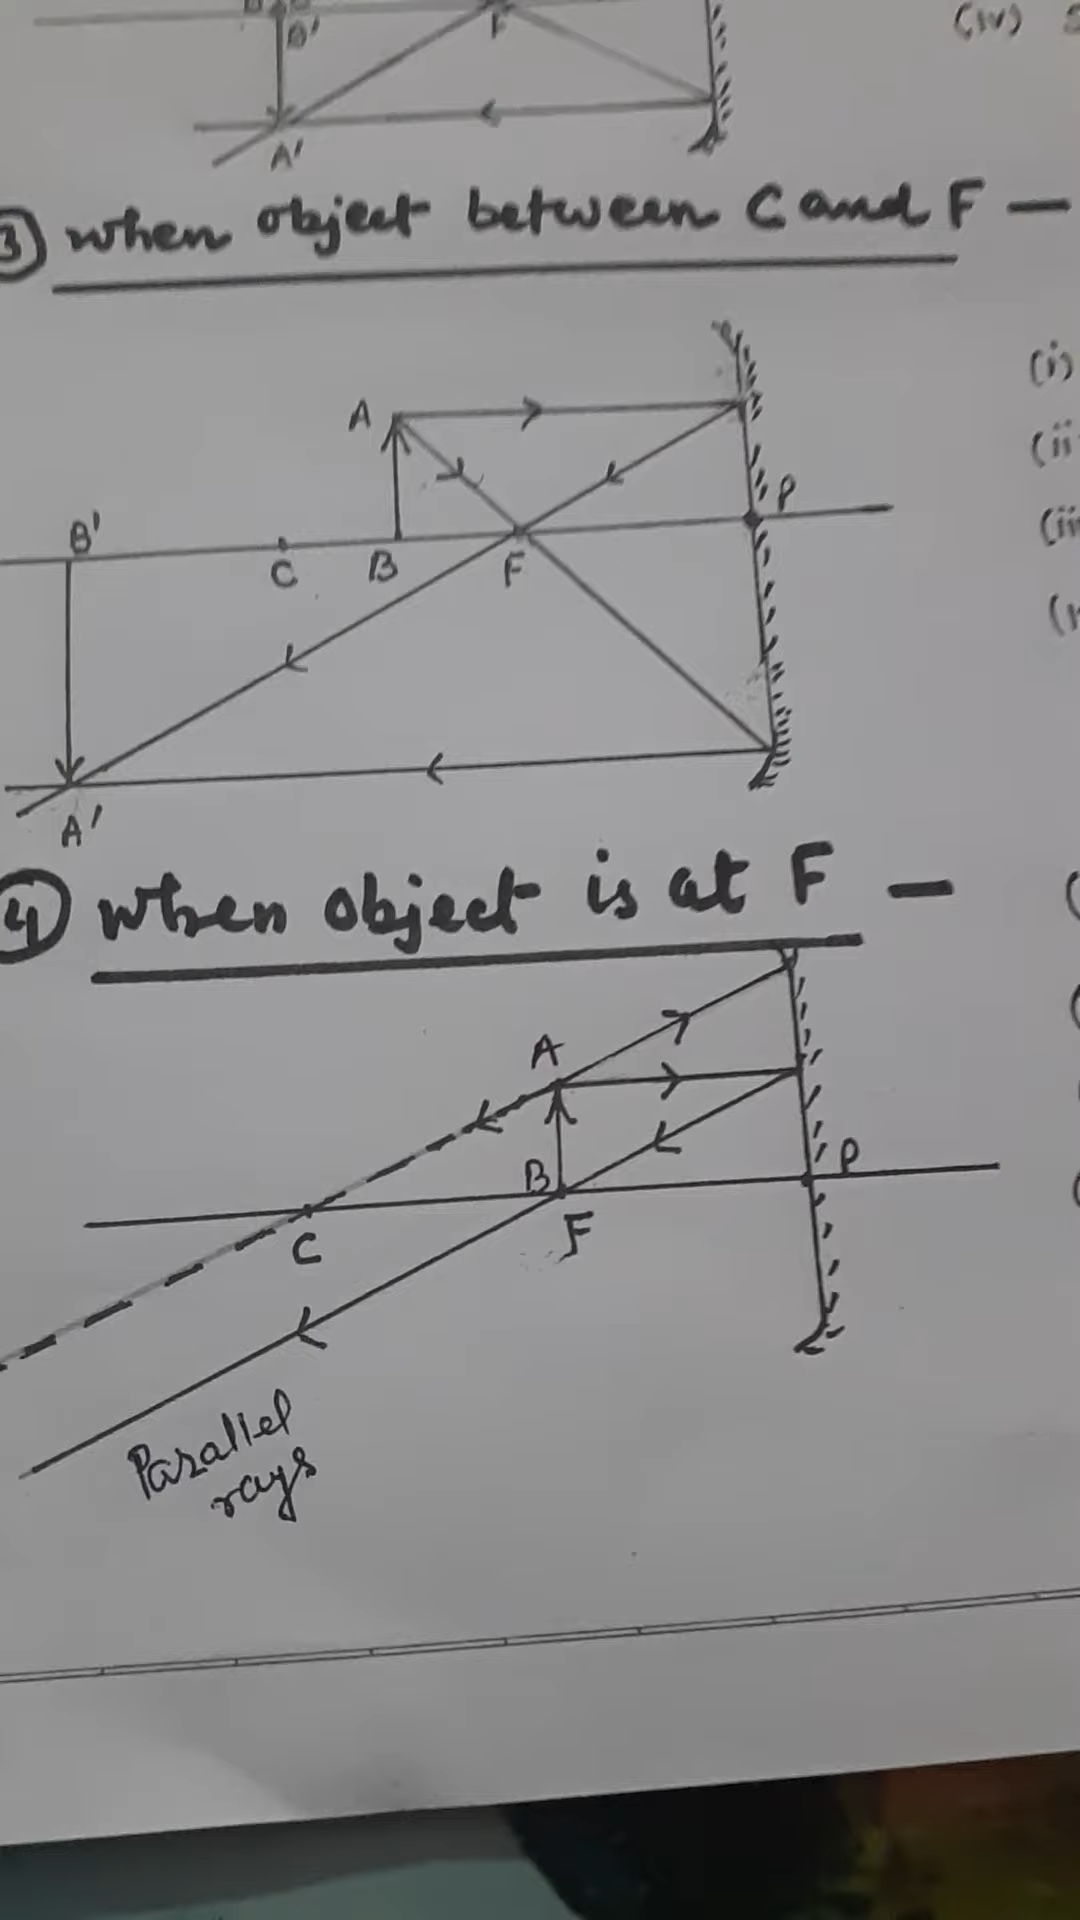 B'
F
(iv)
A'
③ when object between C and F —
(i)
A
(ii
P
B'
C
B
F
A'
④ when object is at F —
A
B
P
C
F
Parallel
rays